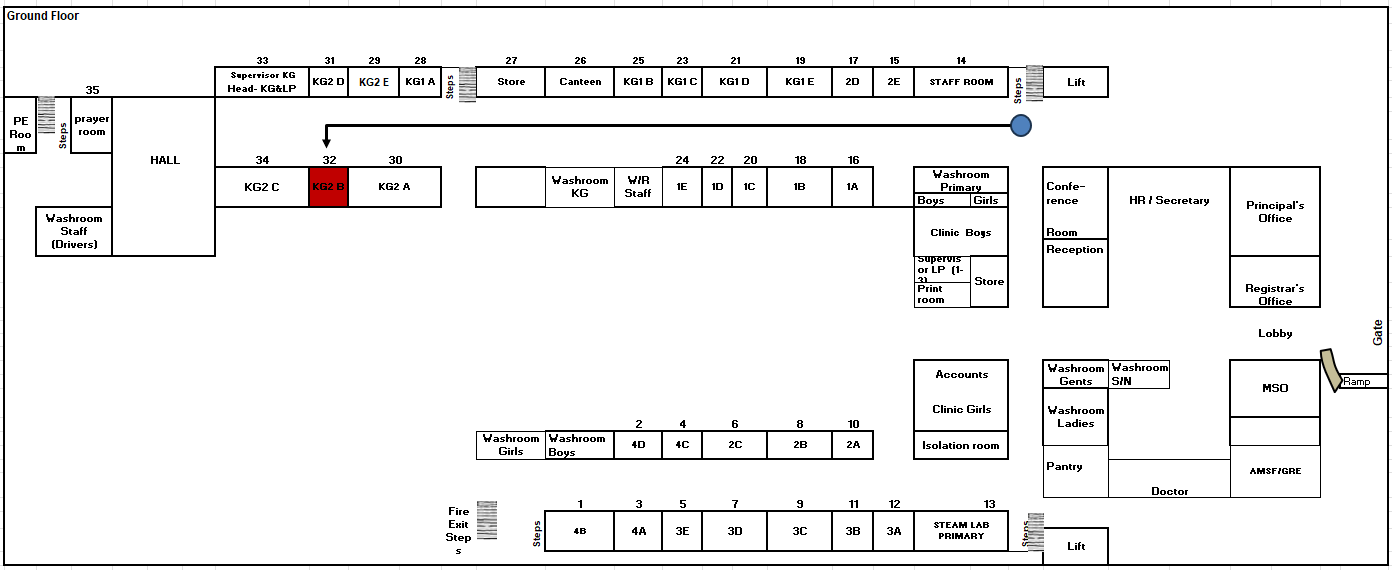 Ground Floor
33
31
29
28
27
26
25
23
21
19
17
15
14
Supervisor KG
Head- KG&LP
KG2 D
KG2 E
KG1 A
Steps
Store
Canteen
KG1 B
KG1 C
KG1 D
KG1 E
2D
2E
STAFF ROOM
Steps
Lift
35
PE
Roo
m
Steps
prayer
room
HALL
34
32
30
24
22
20
18
16
KG2 C
KG2 B
KG2 A
Washroom
KG
W/R
Staff
1E
1D
1C
1B
1A
Washroom
Primary
Boys
Girls
Confe-
rence
Room
HR / Secretary
Principal's
Office
Washroom
Staff
(Drivers)
Clinic Boys
Reception
Supervis
or LP (1-
3)
Print
room
Store
Registrar's
Office
Lobby
Gate
Accounts
Clinic Girls
Washroom
Gents
Washroom
S/N
MSO
Ramp
Washroom
Ladies
2
4
6
8
10
Washroom
Girls
Washroom
Boys
4D
4C
2C
2B
2A
Isolation room
Pantry
Doctor
AMSF/GRE
1
3
5
7
9
11
12
13
Fire
Exit
Step
s
Steps
4B
4A
3E
3D
3C
3B
3A
STEAM LAB
PRIMARY
Steps
Lift